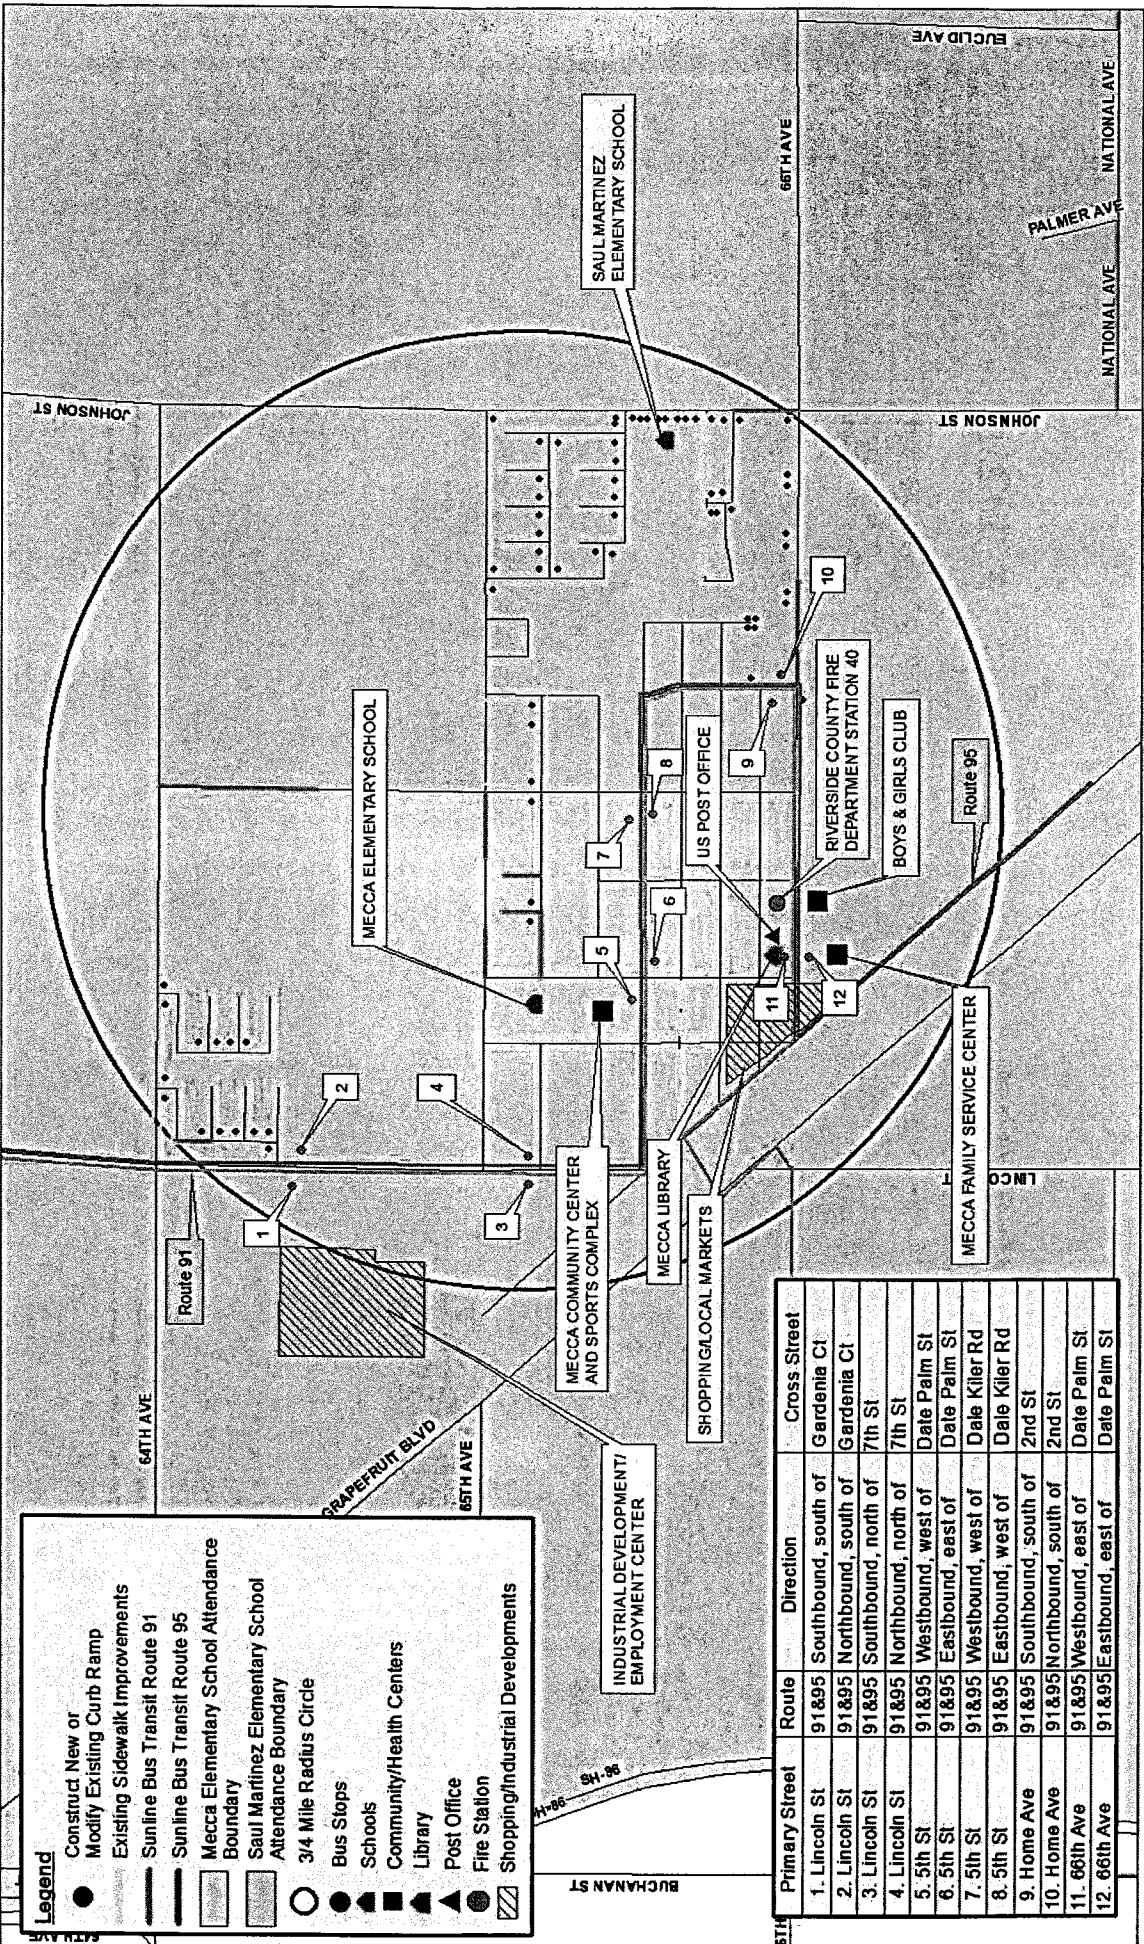 Legend
Construct New or
Modify Existing Curb Ramp
Existing Sidewalk Improvements
Sunline Bus Transit Route 91
Sunline Bus Transit Route 95
Mecca Elementary School Attendance
Boundary
Saul Martinez Elementary School
Attendance Boundary
3/4 Mile Radius Circle
Bus Stops
Schools
Community/Health Centers
Library
Post Office
Fire Station
Shopping/Industrial Developments
64TH AVE
64TH AVE
GRAPEFRUIT BLVD
65TH AVE
SH-86
BUCHANAN ST
INDUSTRIAL DEVELOPMENT/
EMPLOYMENT CENTER
Route 91
1
2
3
4
MECCA ELEMENTARY SCHOOL
MECCA COMMUNITY CENTER
AND SPORTS COMPLEX
5
6
7
8
MECCA LIBRARY
SHOPPING/LOCAL MARKETS
US POST OFFICE
9
10
11
12
RIVERSIDE COUNTY FIRE
DEPARTMENT STATION 40
BOYS & GIRLS CLUB
Route 95
MECCA FAMILY SERVICE CENTER
LINCO
JOHNSON ST
JOHNSON ST
SAUL MARTINEZ
ELEMENTARY SCHOOL
66TH AVE
EUCLID AVE
NATIONAL AVE
NATIONAL AVE
PALMER AVE
Primary Street Route Direction Cross Street
1. Lincoln St 91&95 Southbound, south of Gardenia Ct
2. Lincoln St 91&95 Northbound, south of Gardenia Ct
3. Lincoln St 91&95 Southbound, north of 7th St
4. Lincoln St 91&95 Northbound, north of 7th St
5. 5th St 91&95 Westbound, west of Date Palm St
6. 5th St 91&95 Eastbound, east of Date Palm St
7. 5th St 91&95 Westbound, west of Dale Kiler Rd
8. 5th St 91&95 Eastbound, west of Dale Kiler Rd
9. Home Ave 91&95 Southbound, south of 2nd St
10. Home Ave 91&95 Northbound, south of 2nd St
11. 66th Ave 91&95 Westbound, east of Date Palm St
12. 66th Ave 91&95 Eastbound, east of Date Palm St